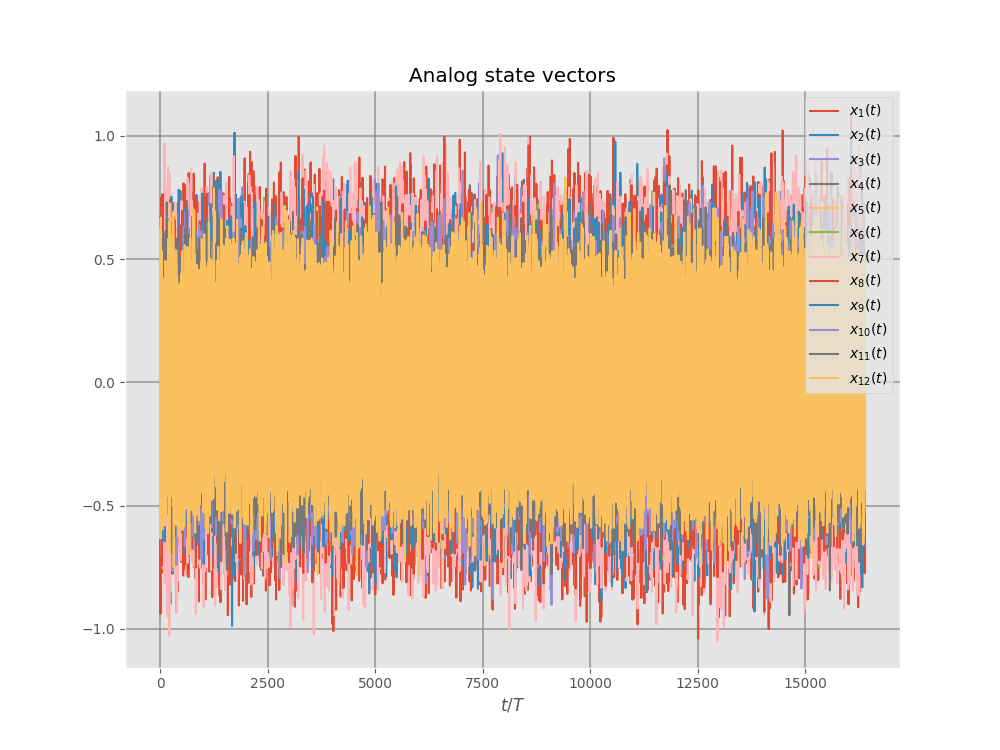 Analog state vectors
1.0
0.5
0.0
−0.5
−1.0
0 2500 5000 7500 10000 12500 15000
t/T
x₁(t)
x₂(t)
x₃(t)
x₄(t)
x₅(t)
x₆(t)
x₇(t)
x₈(t)
x₉(t)
x₁₀(t)
x₁₁(t)
x₁₂(t)